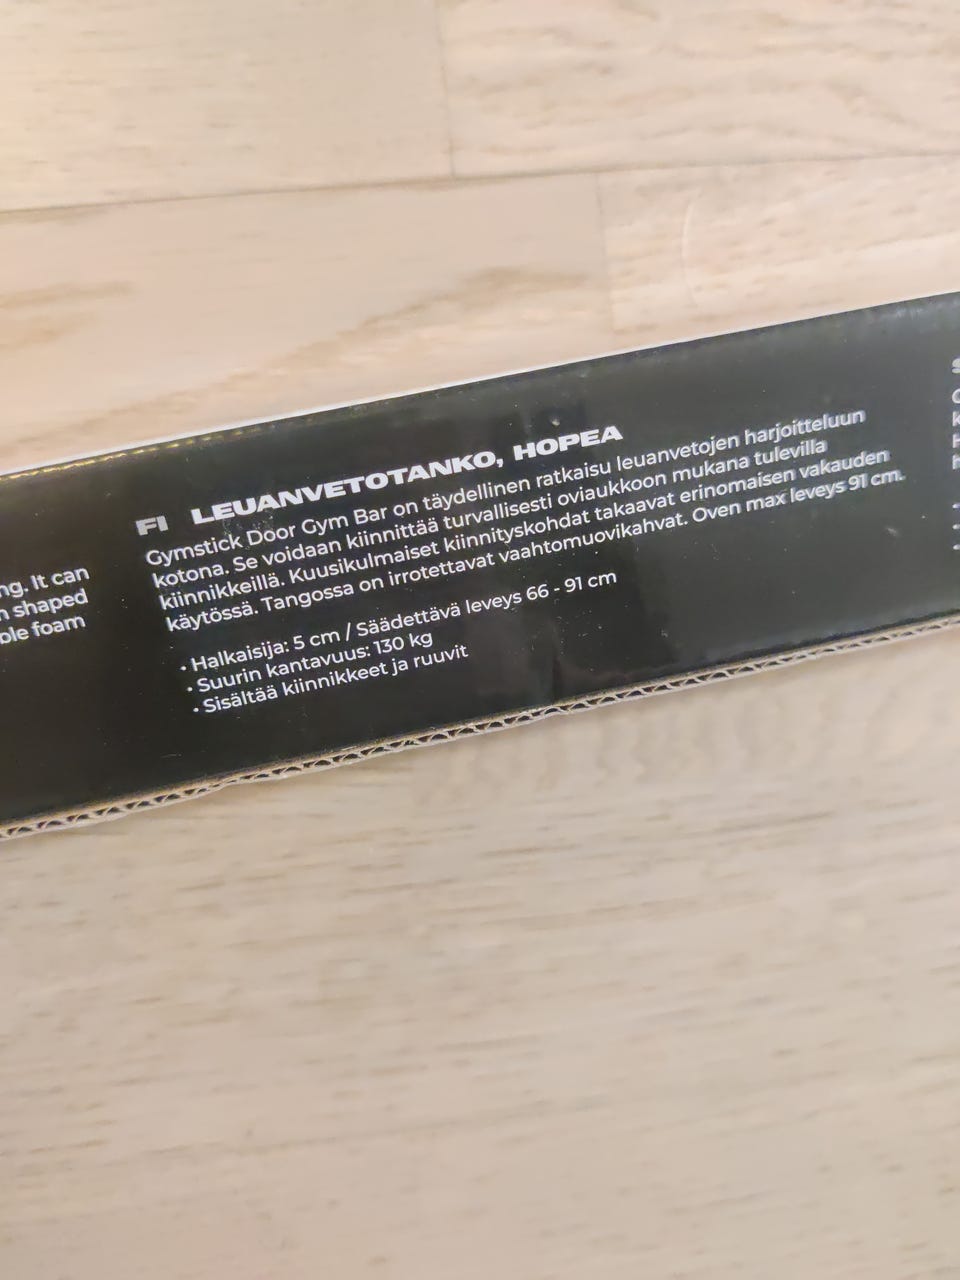 ng. It can
shaped
ble foam
FI LEUANVETOTANKO, HOPEA
Gymstick Door Gym Bar on täydellinen ratkaisu leuanvetojen harjoitteluun
kotona. Se voidaan kiinnittää turvallisesti oviaukkoon mukana tulevilla
kiinnikkeillä. Kuusikulmaiset kiinnityskohdat takaavat erinomaisen vakauden
käytössä. Tangossa on irrotettavat vaahtomuovikahvat. Oven max leveys 91 cm.
• Halkaisija: 5 cm / Säädettävä leveys 66 - 91 cm
• Suurin kantavuus: 130 kg
• Sisältää kiinnikkeet ja ruuvit